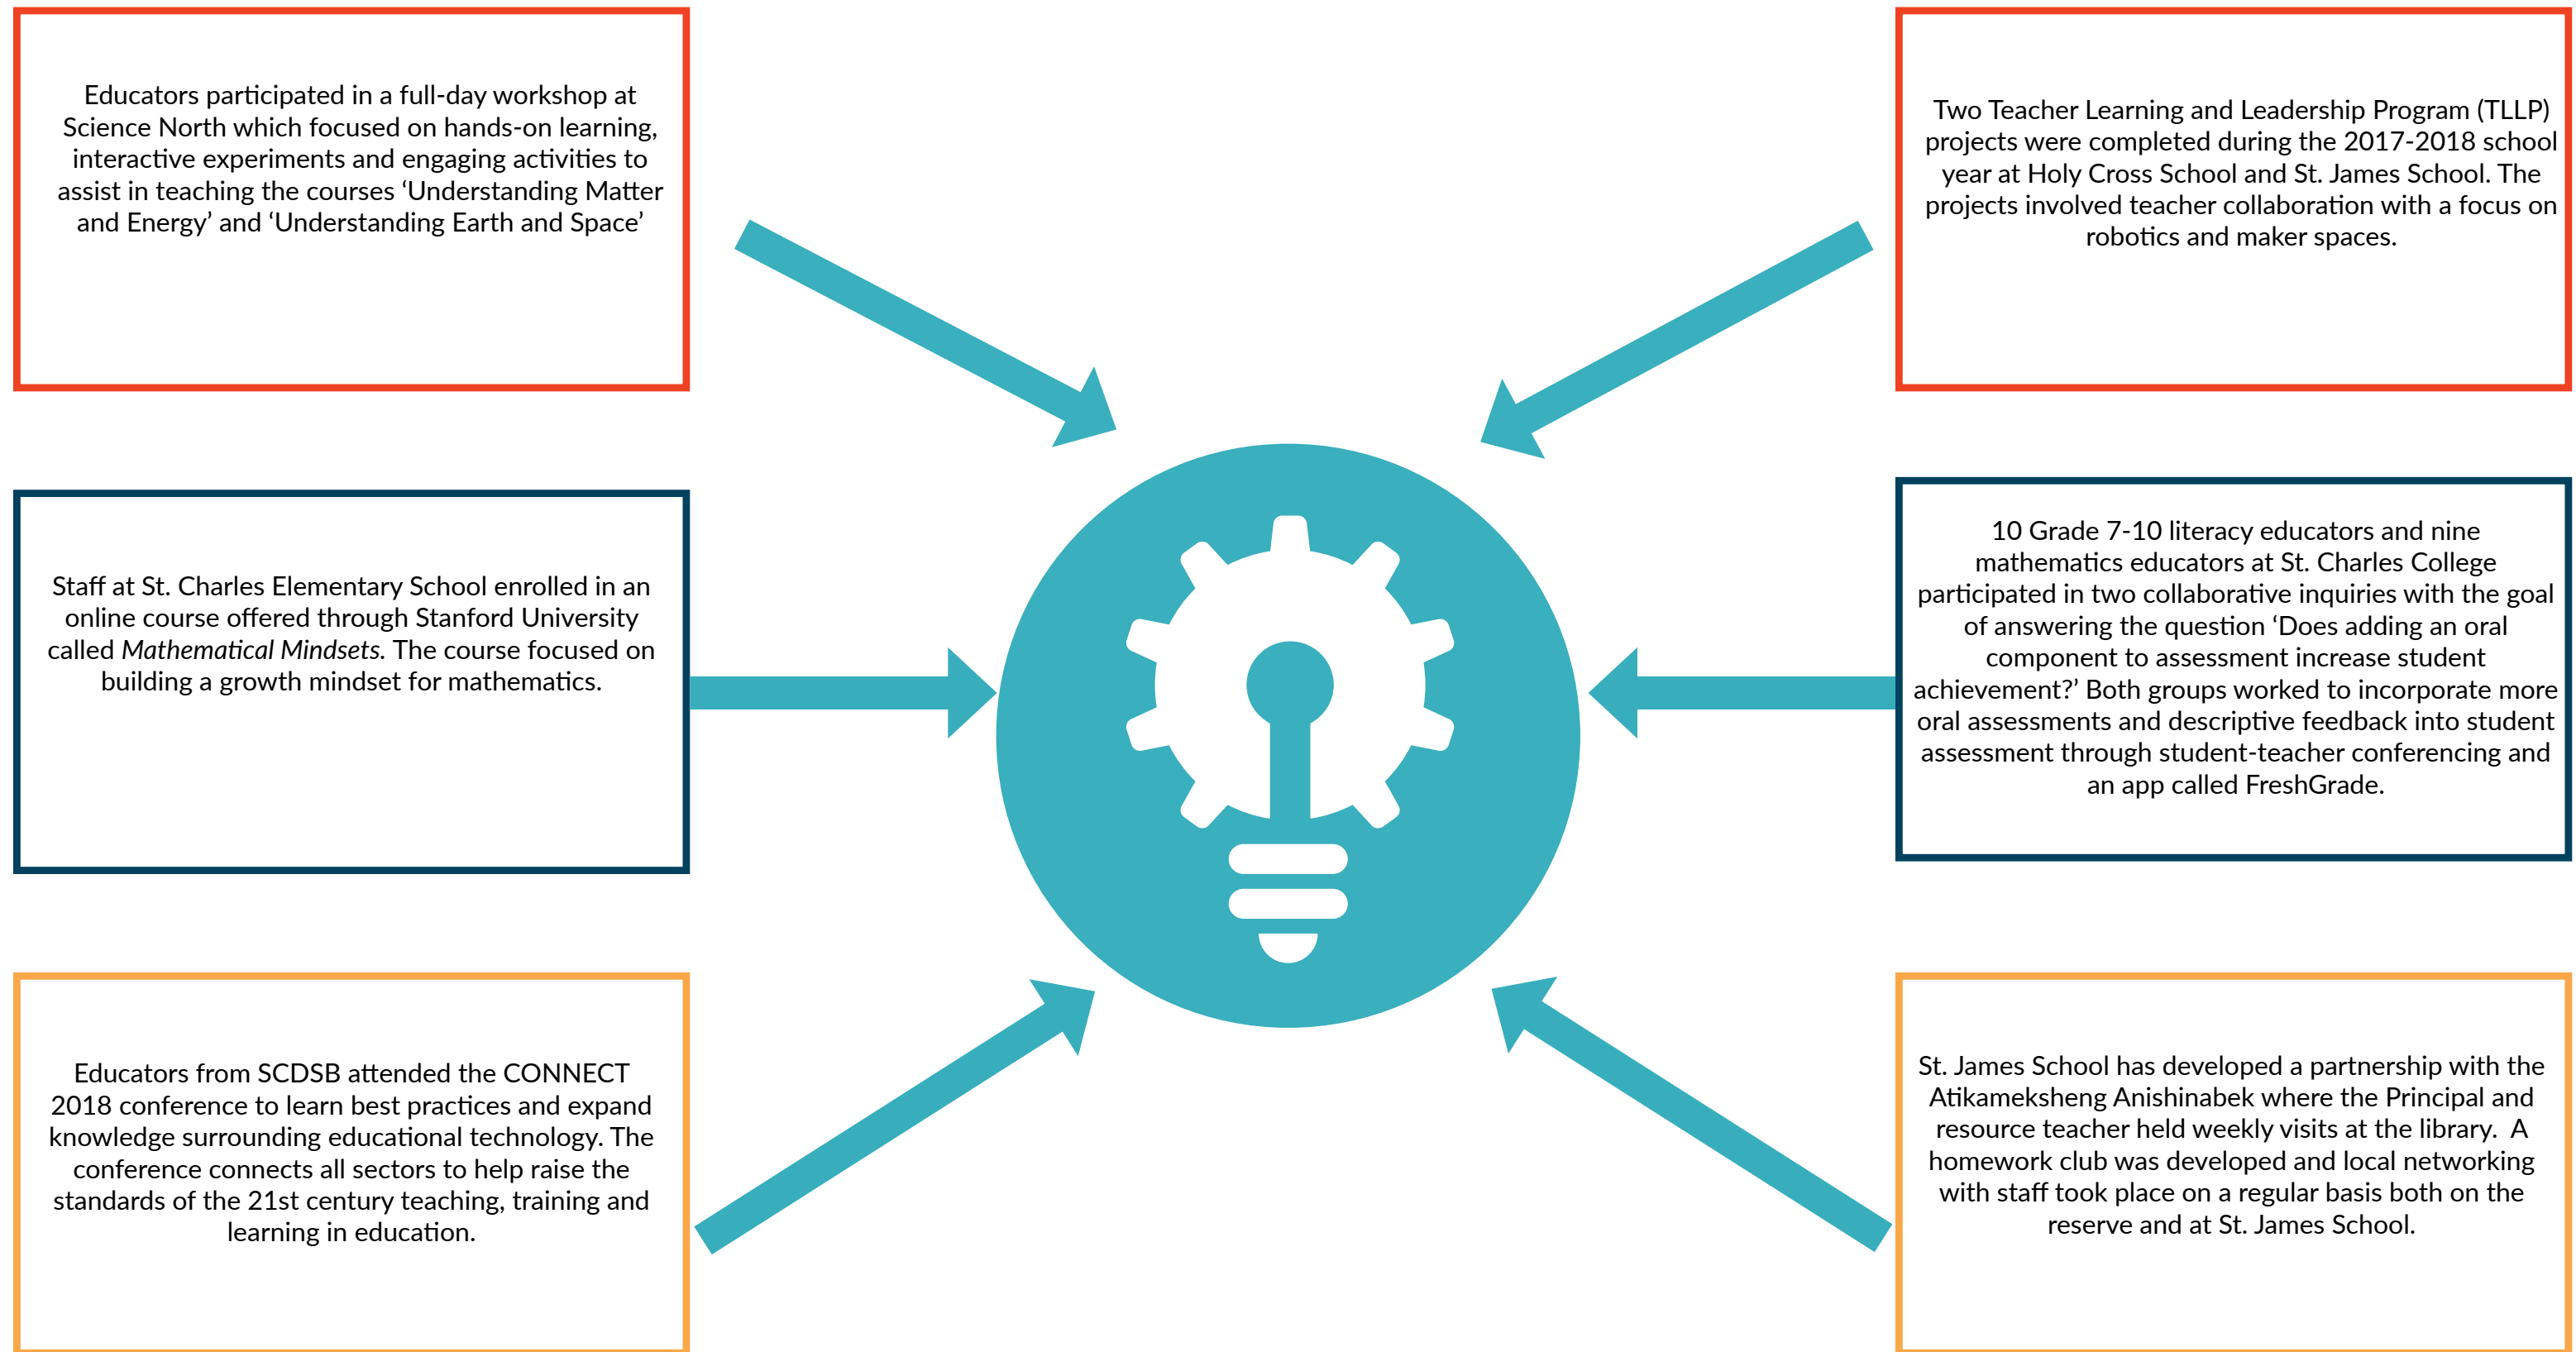 Educators participated in a full-day workshop at
Science North which focused on hands-on learning,
interactive experiments and engaging activities to
assist in teaching the courses ‘Understanding Matter
and Energy’ and ‘Understanding Earth and Space’
Two Teacher Learning and Leadership Program (TLLP)
projects were completed during the 2017-2018 school
year at Holy Cross School and St. James School. The
projects involved teacher collaboration with a focus on
robotics and maker spaces.
Staff at St. Charles Elementary School enrolled in an
online course offered through Stanford University
called Mathematical Mindsets. The course focused on
building a growth mindset for mathematics.
10 Grade 7-10 literacy educators and nine
mathematics educators at St. Charles College
participated in two collaborative inquiries with the goal
of answering the question ‘Does adding an oral
component to assessment increase student
achievement?’ Both groups worked to incorporate more
oral assessments and descriptive feedback into student
assessment through student-teacher conferencing and
an app called FreshGrade.
Educators from SCDSB attended the CONNECT
2018 conference to learn best practices and expand
knowledge surrounding educational technology. The
conference connects all sectors to help raise the
standards of the 21st century teaching, training and
learning in education.
St. James School has developed a partnership with the
Atikameksheng Anishinabek where the Principal and
resource teacher held weekly visits at the library.  A
homework club was developed and local networking
with staff took place on a regular basis both on the
reserve and at St. James School.